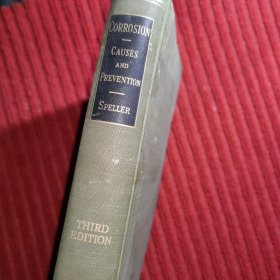 CORROSION
CAUSES
AND
PREVENTION
SPELLER
THIRD
EDITION